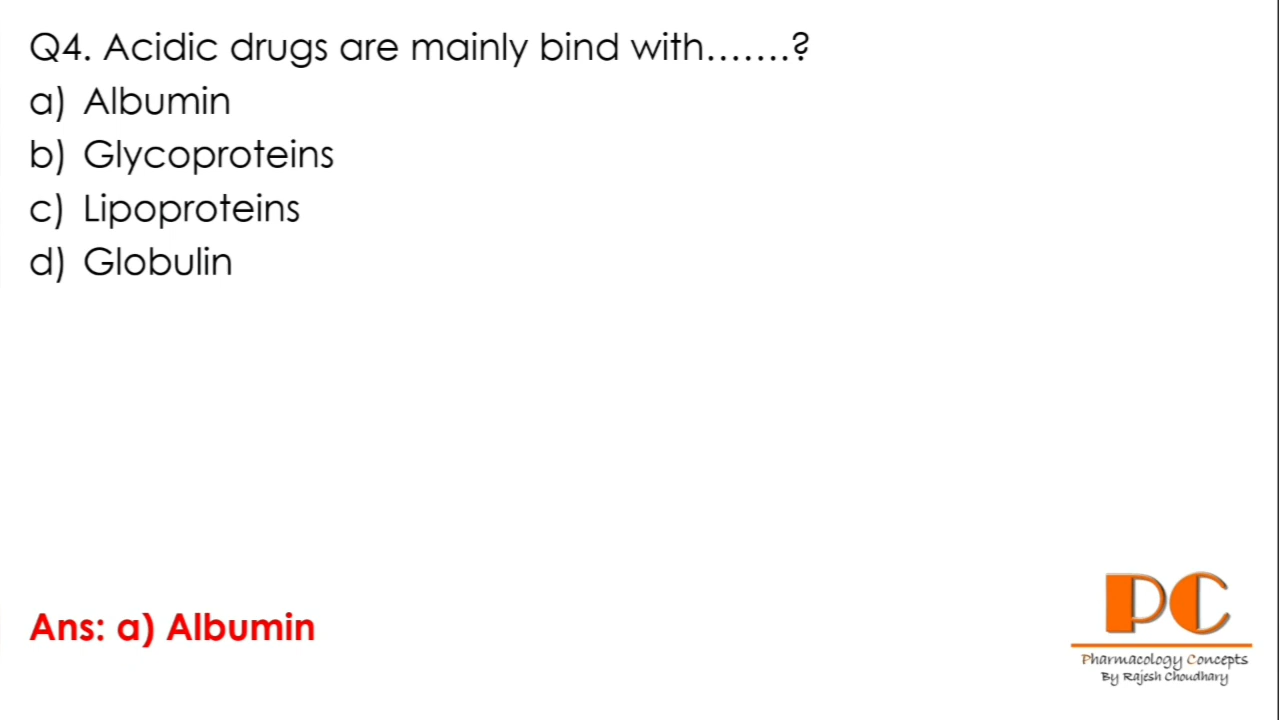 Q4. Acidic drugs are mainly bind with.......?
a) Albumin
b) Glycoproteins
c) Lipoproteins
d) Globulin
Ans: a) Albumin
PC
Pharmacology Concepts
By Rajesh Choudhary